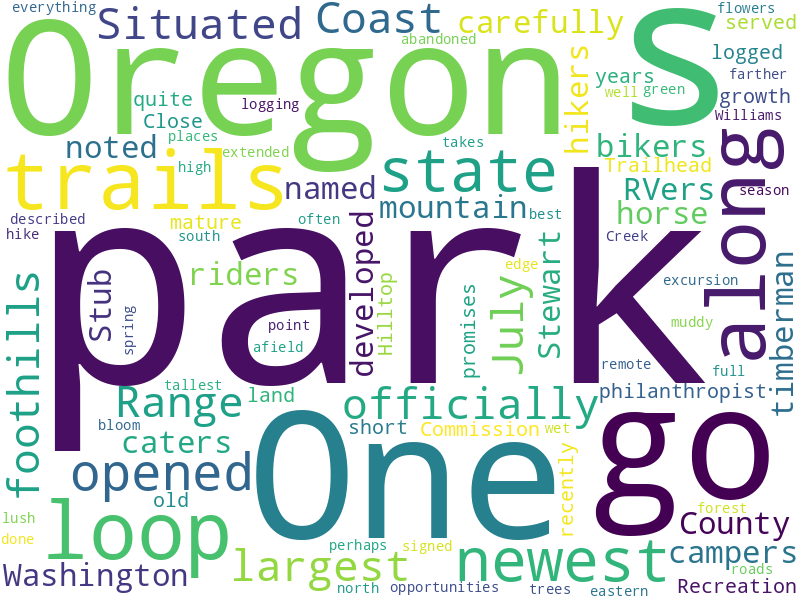 everything
Situated
Coast
carefully
flowers
served
Oregon
S
abandoned
hikers
logged
years
farther
quite
logging
well
green
growth
Close
places
Williams
noted
takes
bikers
along
trails
high
extended
state
Trailhead
named
RVers
season
described
mature
mountain
horse
hike
south
often
best
Creek
park
developed
stewart
timberman
riders
edge
foothills
Stub
spring
point
afield
Hilltop
promises
July
excursion
muddy
remote
full
tallest
Range
land
officially
philanthropist
bloom
short
Commission
wet
One
go
caters
opened
recently
old
forest
lush
loop
County
done
perhaps
signed
newest
campers
Washington
largest
roads
north
opportunities
trees
eastern
Recreation